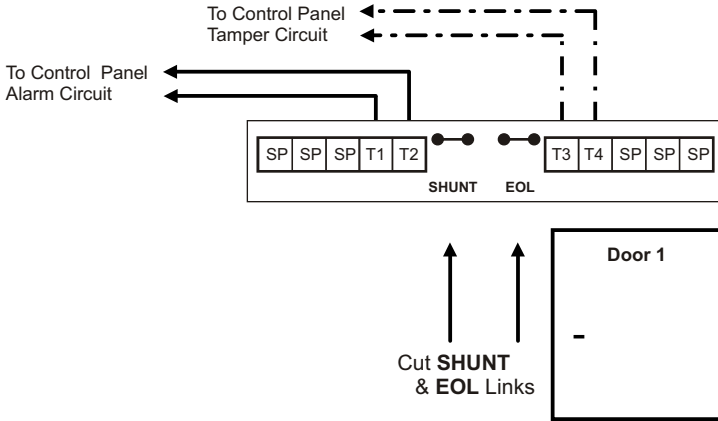 To Control Panel
Tamper Circuit
To Control Panel
Alarm Circuit
SP SP SP T1 T2
T3 T4 SP SP SP
SHUNT EOL
Door 1
Cut SHUNT
& EOL Links